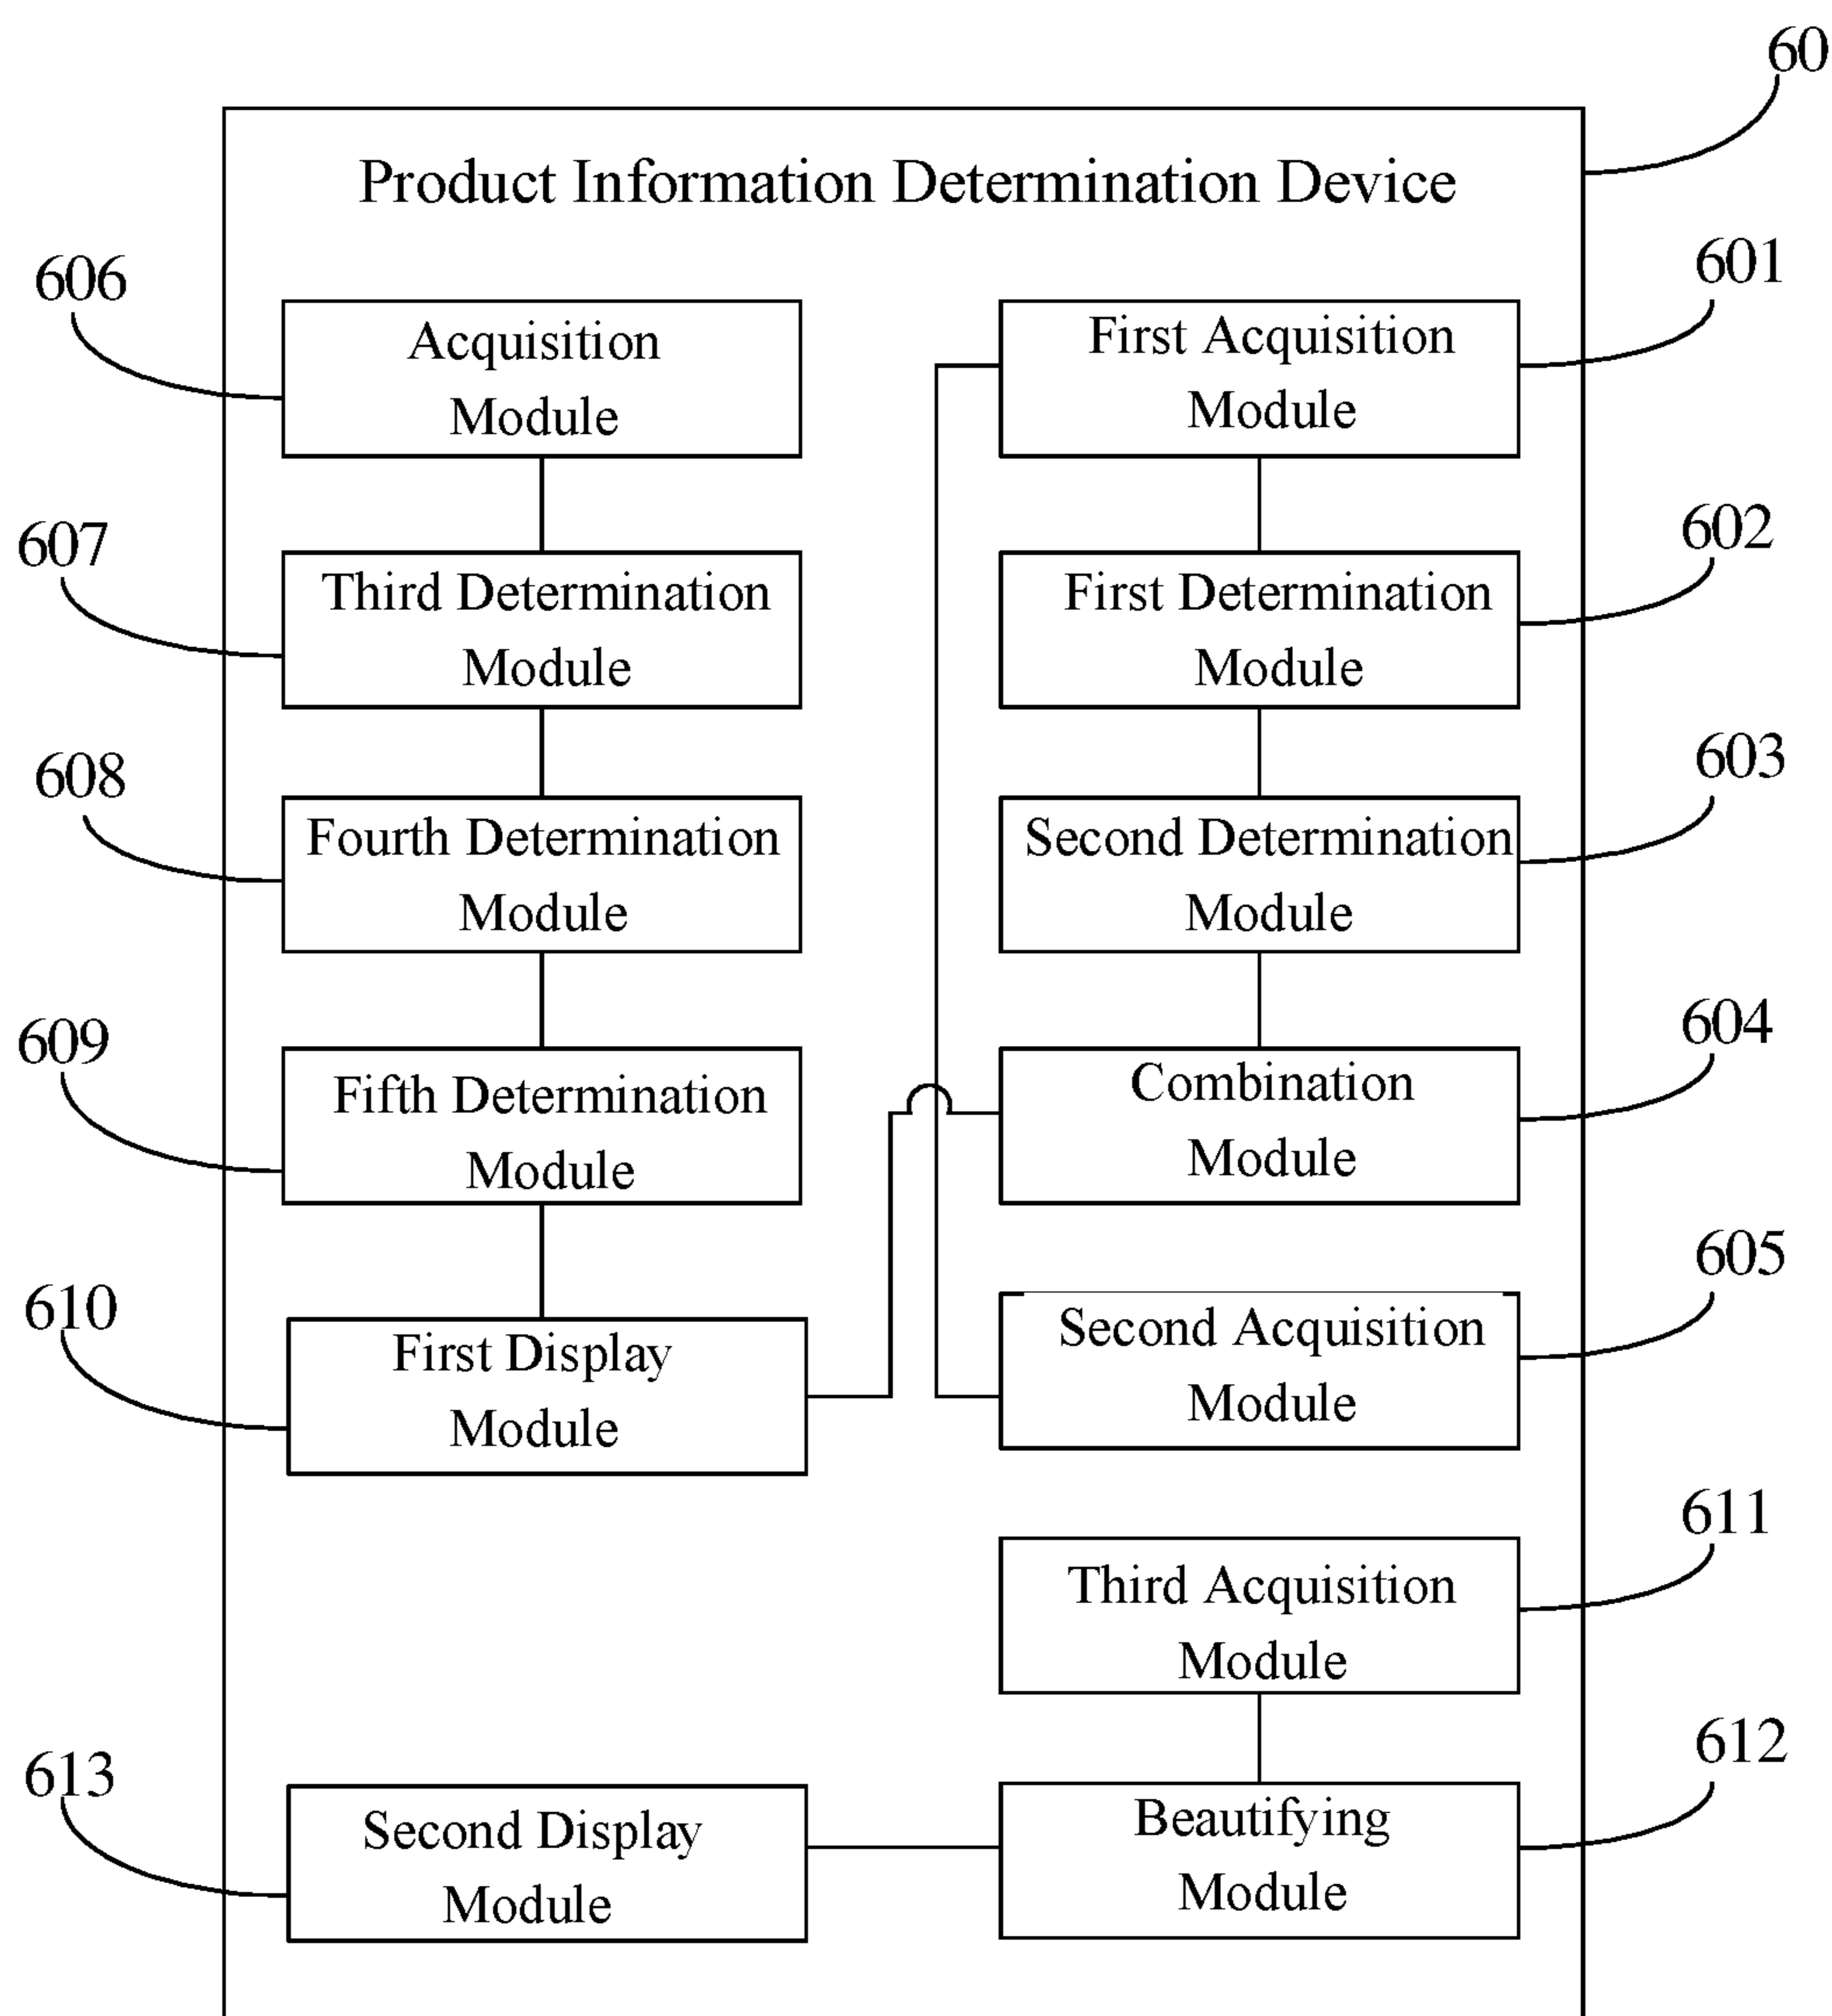 60
Product Information Determination Device
606
Acquisition
Module
601
First Acquisition
Module
607
Third Determination
Module
602
First Determination
Module
608
Fourth Determination
Module
603
Second Determination
Module
609
Fifth Determination
Module
604
Combination
Module
610
First Display
Module
605
Second Acquisition
Module
611
Third Acquisition
Module
613
Second Display
Module
612
Beautifying
Module